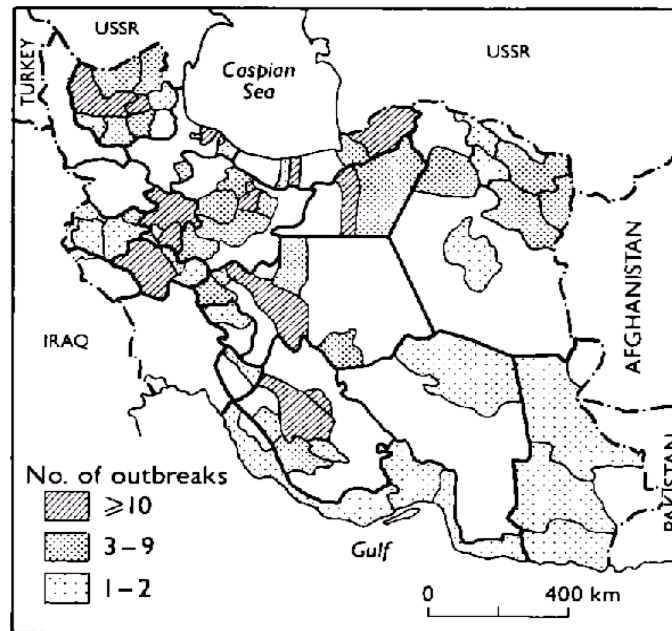 USSR
USSR
TURKEY
Caspian
Sea
AFGHANISTAN
IRAQ
PAKISTAN
No. of outbreaks
⩾10
3–9
1–2
Gulf
0 400 km